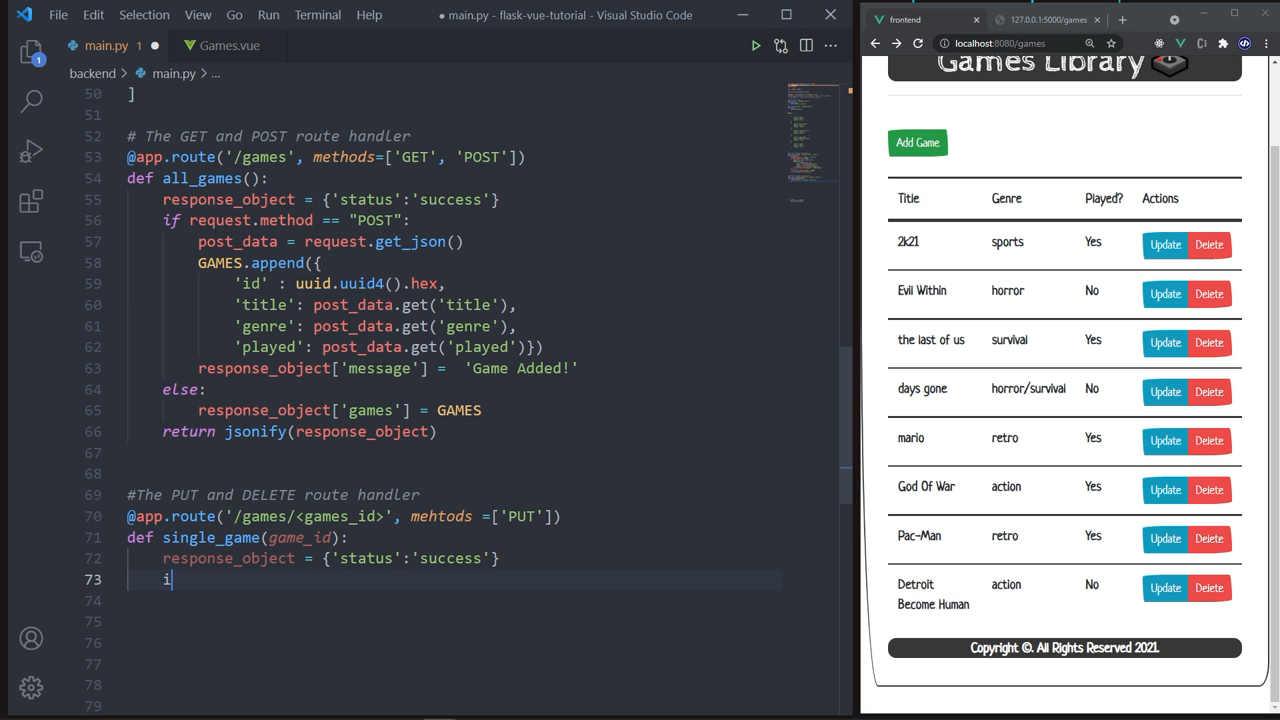 File Edit Selection View Go Run Terminal Help ● main.py - flask-vue-tutorial - Visual Studio Code
main.py 1 ● Games.vue
backend > main.py > ...
50 ]
51
52 # The GET and POST route handler
53 @app.route('/games', methods=['GET', 'POST'])
54 def all_games():
55 response_object = {'status':'success'}
56 if request.method == "POST":
57 post_data = request.get_json()
58 GAMES.append({
59 'id' : uuid.uuid4().hex,
60 'title': post_data.get('title'),
61 'genre': post_data.get('genre'),
62 'played': post_data.get('played')})
63 response_object['message'] = 'Game Added!'
64 else:
65 response_object['games'] = GAMES
66 return jsonify(response_object)
67
68
69 #The PUT and DELETE route handler
70 @app.route('/games/<games_id>', mehtods =['PUT'])
71 def single_game(game_id):
72 response_object = {'status':'success'}
73 i
74
75
76
77
78
79
1
frontend 127.0.0.1:5000/games
localhost:8080/games
Games Library
Add Game
Title Genre Played? Actions
2k21 sports Yes Update Delete
Evil Within horror No Update Delete
the last of us survival Yes Update Delete
days gone horror/survival No Update Delete
mario retro Yes Update Delete
God Of War action Yes Update Delete
Pac-Man retro Yes Update Delete
Detroit action No Update Delete
Become Human
Copyright ©. All Rights Reserved 2021.